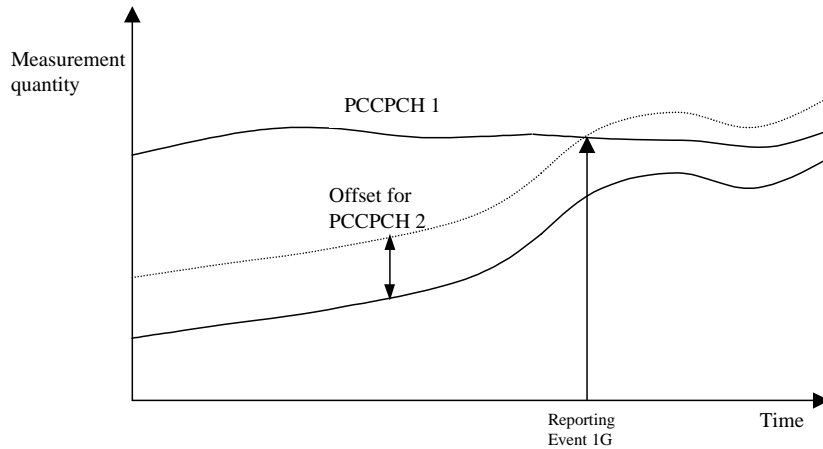 Measurement
quantity
PCCPCH 1
Offset for
PCCPCH 2
Reporting
Event 1G
Time